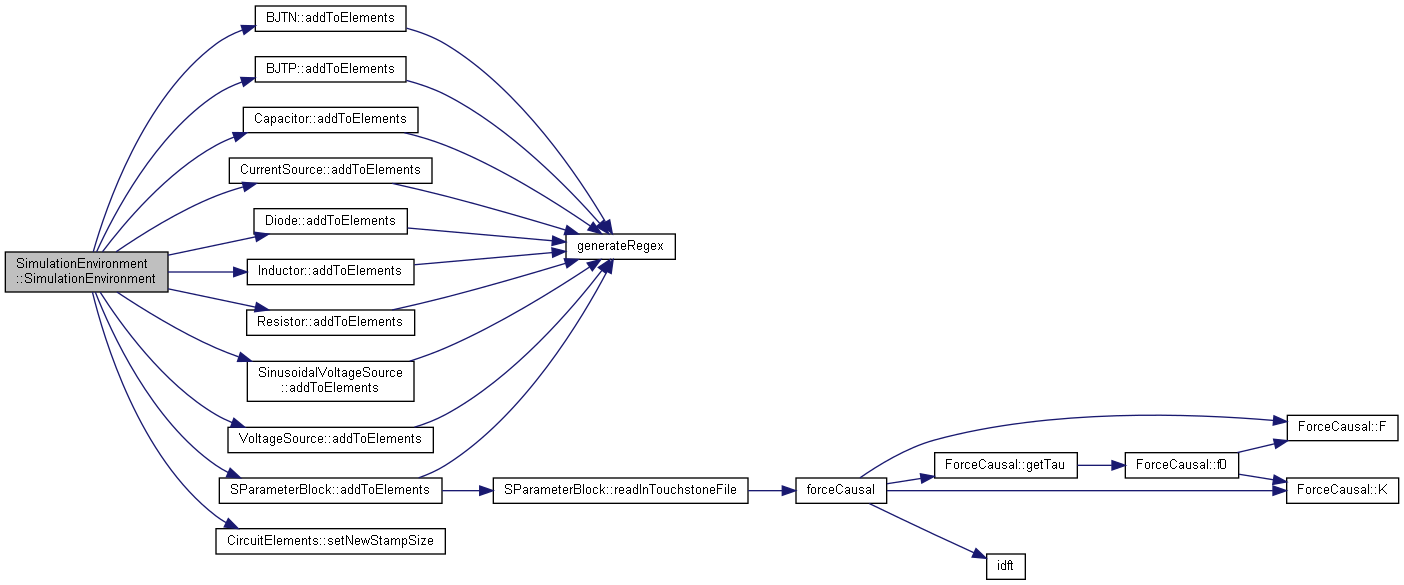 SimulationEnvironment
::SimulationEnvironment
BJTN::addToElements
BJTP::addToElements
Capacitor::addToElements
CurrentSource::addToElements
Diode::addToElements
Inductor::addToElements
Resistor::addToElements
SinusoidalVoltageSource
::addToElements
VoltageSource::addToElements
SParameterBlock::addToElements
CircuitElements::setNewStampSize
generateRegex
SParameterBlock::readInTouchstoneFile
forceCausal
ForceCausal::getTau
ForceCausal::f0
ForceCausal::F
ForceCausal::K
idft